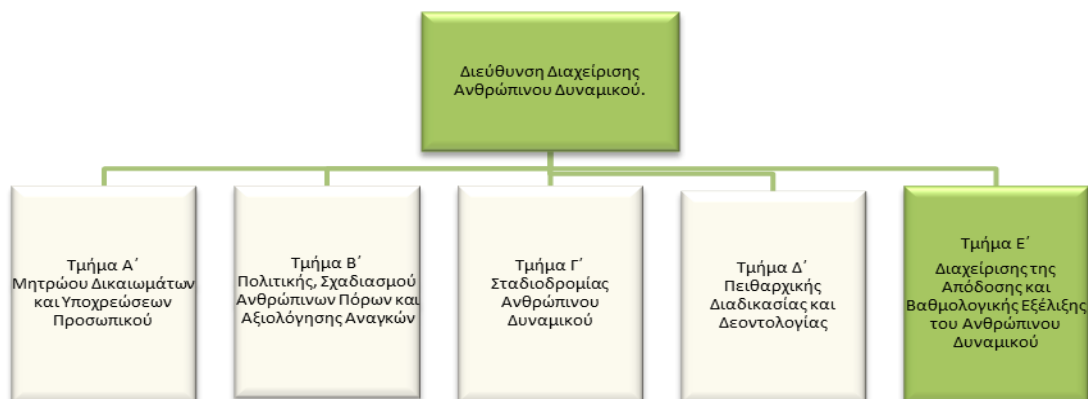 Διεύθυνση Διαχείρισης
Ανθρώπινου Δυναμικού.
Τμήμα Α΄
Μητρώου Δικαιωμάτων
και Υποχρεώσεων
Προσωπικού
Τμήμα Β΄
Πολιτικής, Σχαδιασμού
Ανθρώπινων Πόρων και
Αξιολόγησης Αναγκών
Τμήμα Γ΄
Σταδιοδρομίας
Ανθρώπινου
Δυναμικού
Τμήμα Δ΄
Πειθαρχικής
Διαδικασίας και
Δεοντολογίας
Τμήμα Ε΄
Διαχείρισης της
Απόδοσης και
Βαθμολογικής Εξέλιξης
του Ανθρώπινου
Δυναμικού